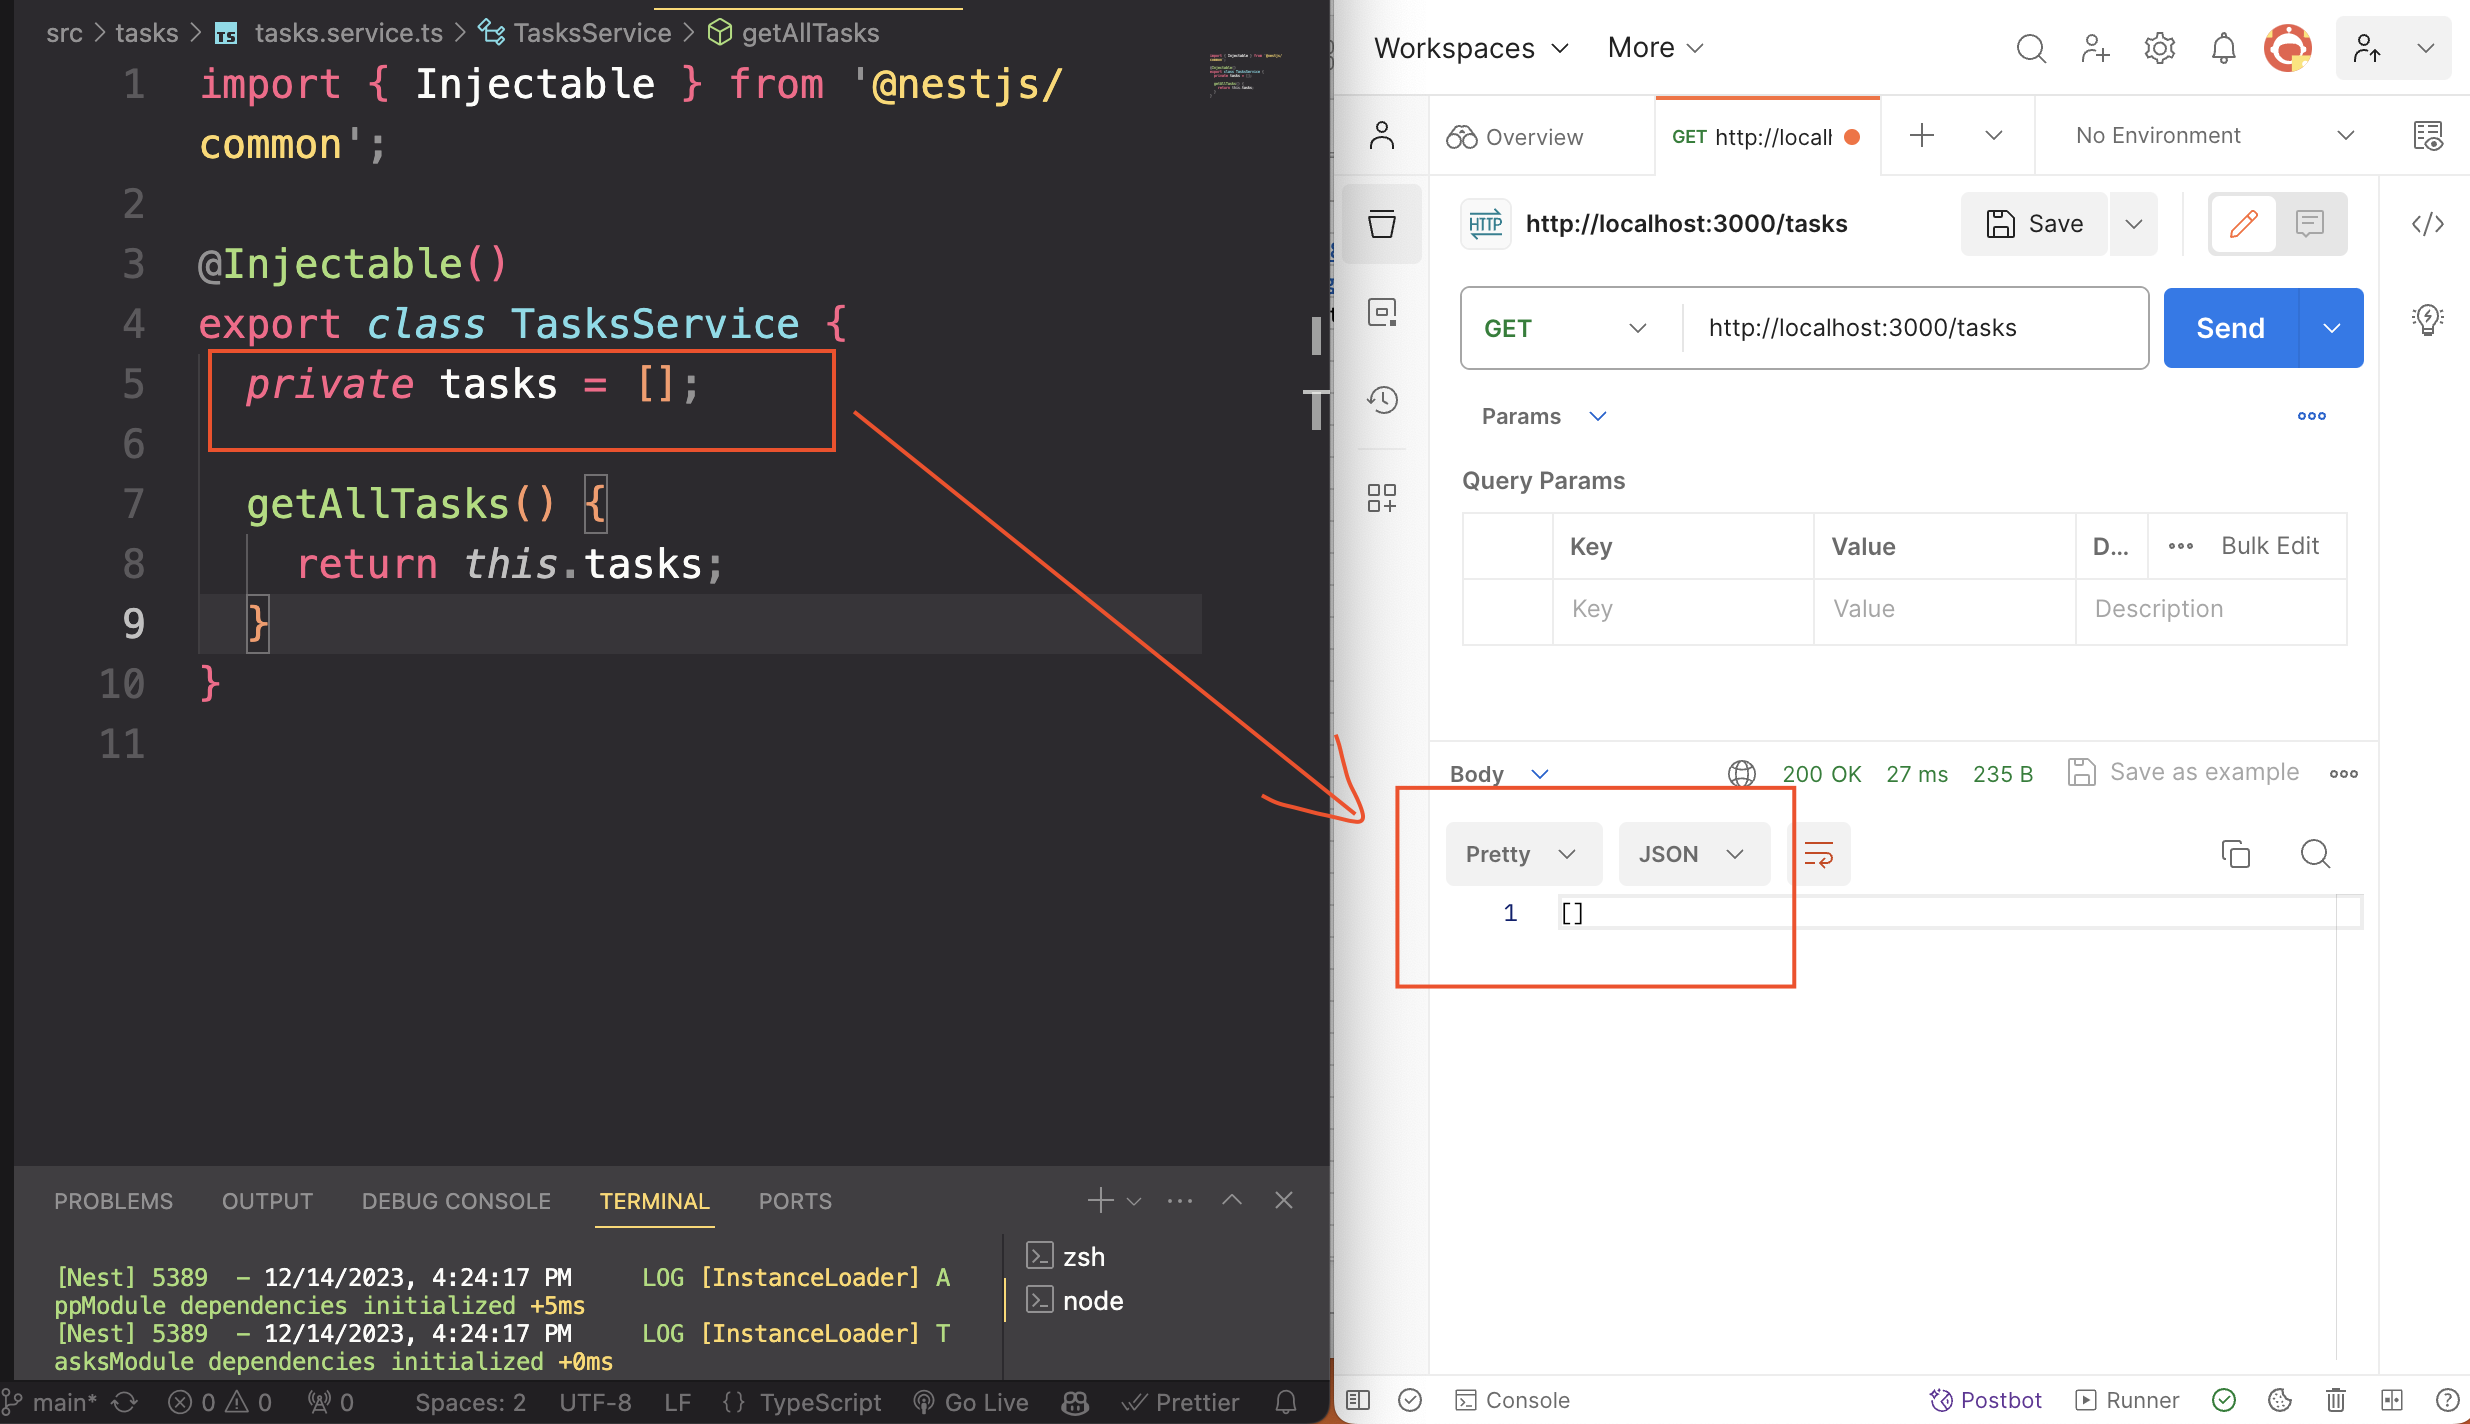 src > tasks > TS tasks.service.ts > TasksService > getAllTasks
1 import { Injectable } from '@nestjs/
common';
2
3 @Injectable()
4 export class TasksService {
5 private tasks = [];
6
7 getAllTasks() {
8 return this.tasks;
9 }
10 }
11
PROBLEMS OUTPUT DEBUG CONSOLE TERMINAL PORTS
[Nest] 5389  - 12/14/2023, 4:24:17 PM     LOG [InstanceLoader] A
ppModule dependencies initialized +5ms
[Nest] 5389  - 12/14/2023, 4:24:17 PM     LOG [InstanceLoader] T
asksModule dependencies initialized +0ms
zsh
node
main* 0 0 0 Spaces: 2 UTF-8 LF {} TypeScript Go Live Prettier
Workspaces More
Overview GET http://local No Environment
HTTP http://localhost:3000/tasks Save
GET http://localhost:3000/tasks Send
Params
Query Params
Key Value D... Bulk Edit
Key Value Description
Body 200 OK 27 ms 235 B Save as example
Pretty JSON
1 []
Console Postbot Runner